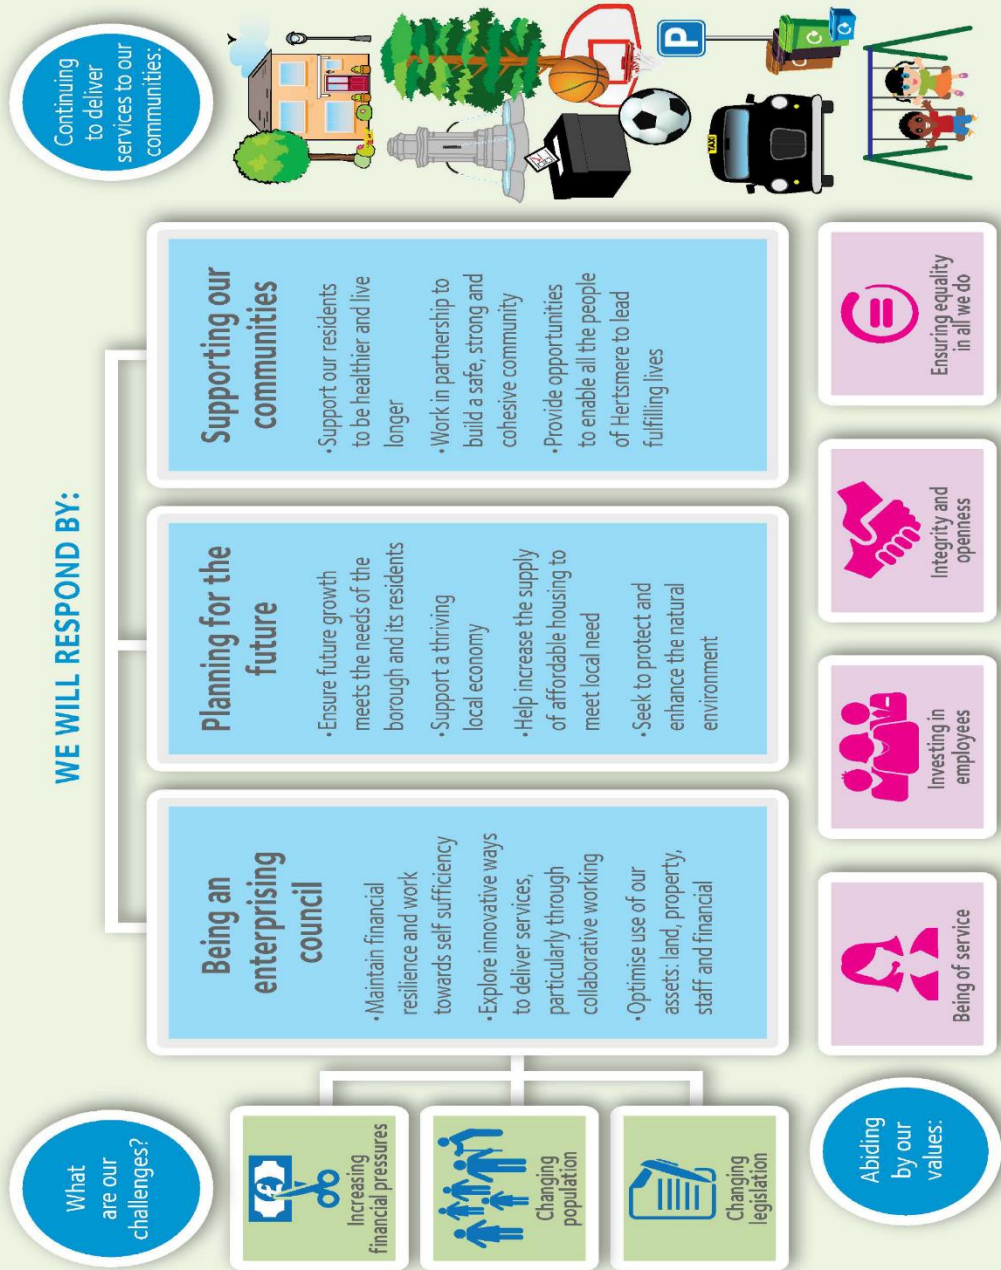 What
are our
challenges?
Increasing
financial pressures
£
Changing
population
Changing
legislation
WE WILL RESPOND BY:
Being an
enterprising
council
•Maintain financial
resilience and work
towards self sufficiency
•Explore innovative ways
to deliver services,
particularly through
collaborative working
•Optimise use of our
assets: land, property,
staff and financial
Planning for the
future
•Ensure future growth
meets the needs of the
borough and its residents
•Support a thriving
local economy
•Help increase the supply
of affordable housing to
meet local need
•Seek to protect and
enhance the natural
environment
Supporting our
communities
•Support our residents
to be healthier and live
longer
•Work in partnership to
build a safe, strong and
cohesive community
•Provide opportunities
to enable all the people
of Hertsmere to lead
fulfilling lives
Continuing
to deliver
services to our
communities:
P
TAXI
Abiding
by our
values:
Being of service
Investing in
employees
Integrity and
openness
Ensuring equality
in all we do